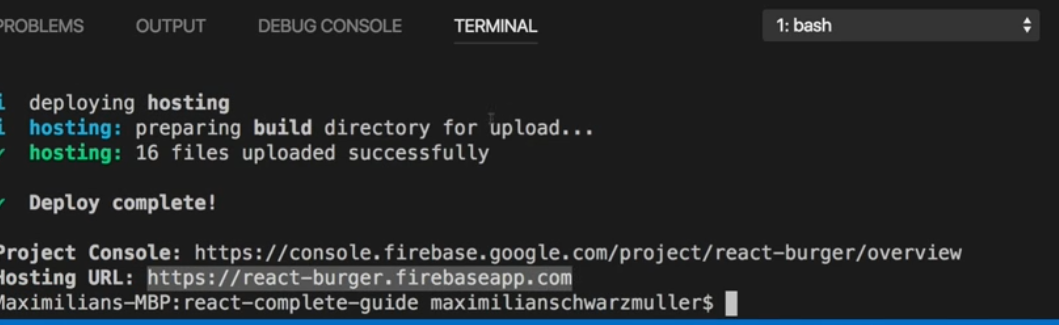 PROBLEMS OUTPUT DEBUG CONSOLE TERMINAL 1: bash
i deploying hosting
i hosting: preparing build directory for upload...
✓ hosting: 16 files uploaded successfully
✓ Deploy complete!
Project Console: https://console.firebase.google.com/project/react-burger/overview
Hosting URL: https://react-burger.firebaseapp.com
Maximilians-MBP:react-complete-guide maximilianschwarzmuller$